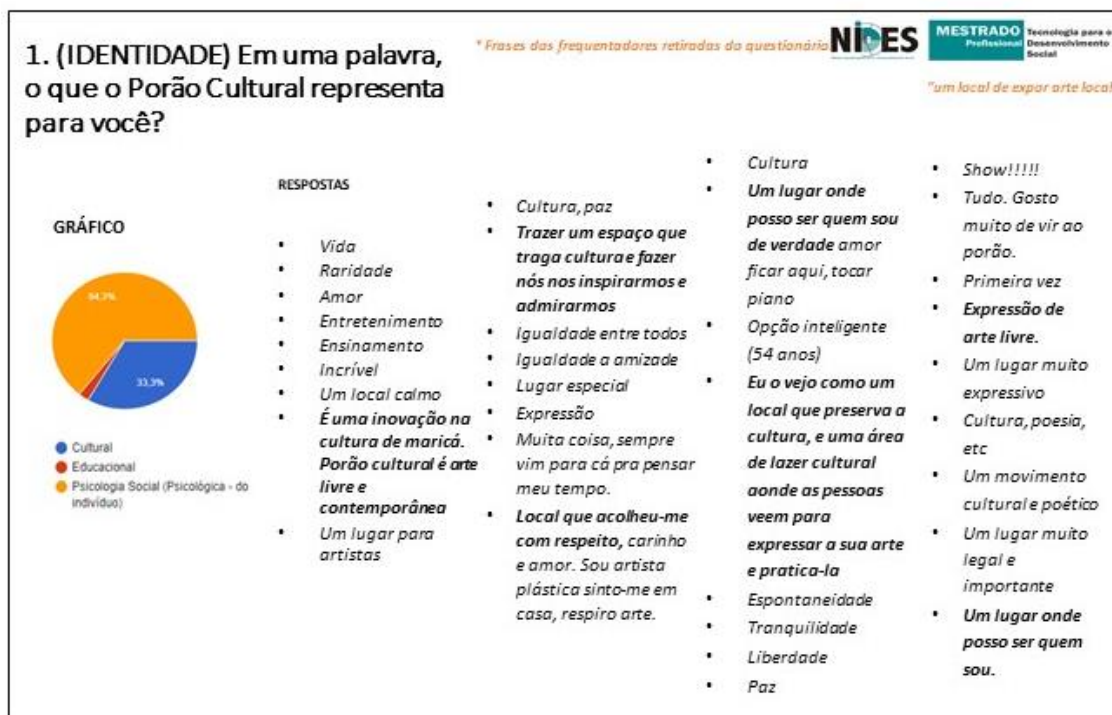 1. (IDENTIDADE) Em uma palavra,
o que o Porão Cultural representa
para você?
* Frases das frequentadores retiradas do questionário
NIDES
MESTRADO
Profissional
Tecnologia para o
Desenvolvimento
Social
"um local de expor arte local
GRÁFICO
64,7%
33,3%
Cultural
Educacional
Psicologia Social (Psicológica - do
indivíduo)
RESPOSTAS
• Vida
• Raridade
• Amor
• Entretenimento
• Ensinamento
• Incrível
• Um local calmo
• É uma inovação na
cultura de maricá.
Porão cultural é arte
livre e
contemporânea
• Um lugar para
artistas
• Cultura, paz
• Trazer um espaço que
traga cultura e fazer
nós nos inspirarmos e
admirarmos
• Igualdade entre todos
• Igualdade a amizade
• Lugar especial
• Expressão
• Muita coisa, sempre
vim para cá pra pensar
meu tempo.
• Local que acolheu-me
com respeito, carinho
e amor. Sou artista
plástica sinto-me em
casa, respiro arte.
• Cultura
• Um lugar onde
posso ser quem sou
de verdade amor
ficar aqui, tocar
piano
• Opção inteligente
(54 anos)
• Eu o vejo como um
local que preserva a
cultura, e uma área
de lazer cultural
aonde as pessoas
veem para
expressar a sua arte
e pratica-la
• Espontaneidade
• Tranquilidade
• Liberdade
• Paz
• Show!!!!!
• Tudo. Gosto
muito de vir ao
porão.
• Primeira vez
• Expressão de
arte livre.
• Um lugar muito
expressivo
• Cultura, poesia,
etc
• Um movimento
cultural e poético
• Um lugar muito
legal e
importante
• Um lugar onde
posso ser quem
sou.